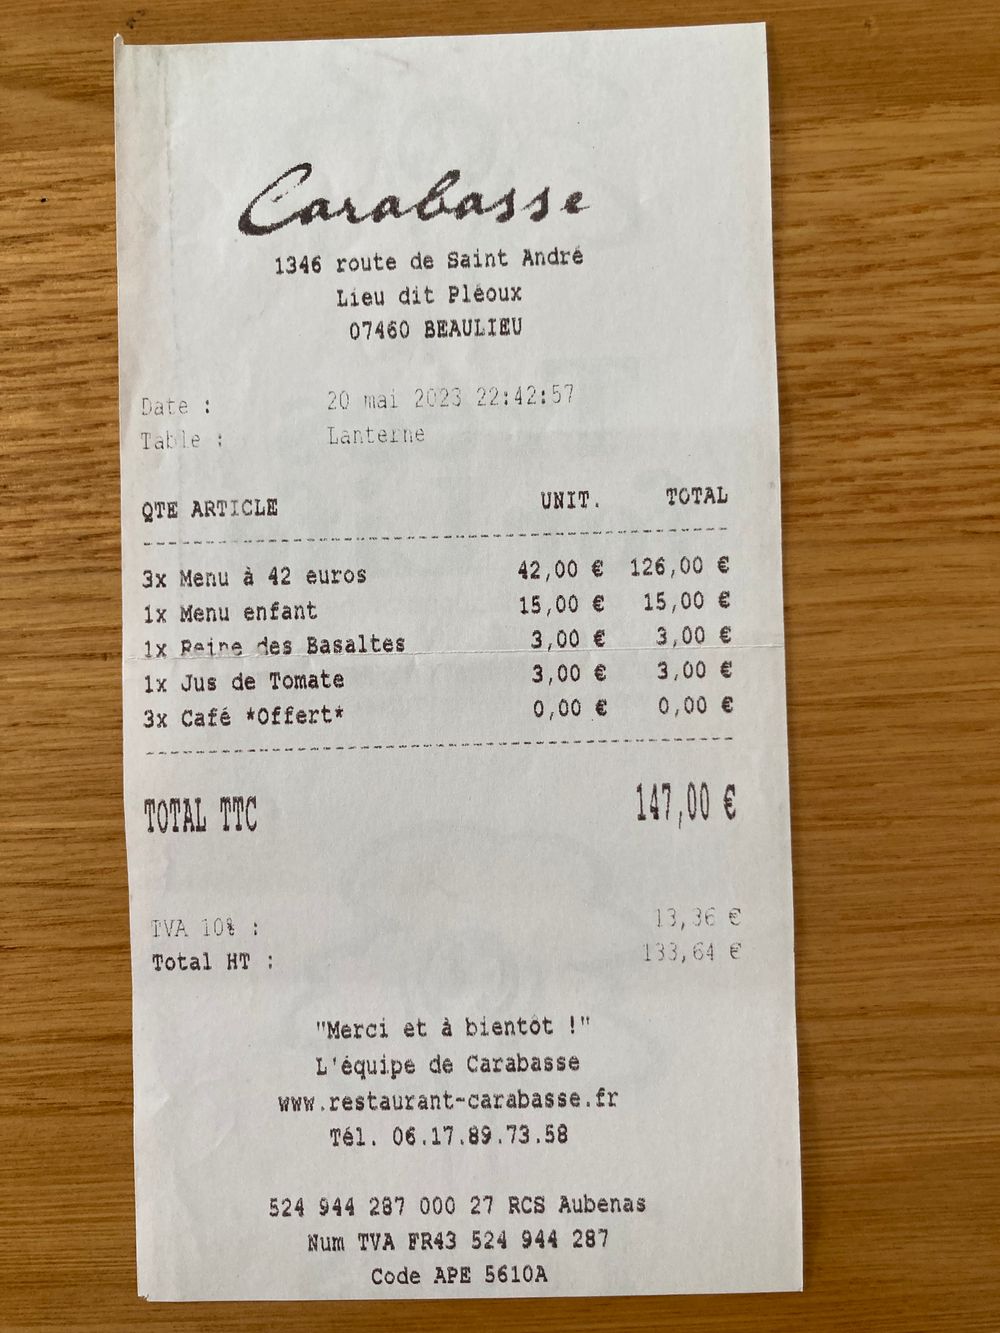 Carabasse
1346 route de Saint André
Lieu dit Pléoux
07460 BEAULIEU
Date : 20 mai 2023 22:42:57
Table : Lanterne
QTE ARTICLE UNIT. TOTAL
3x Menu à 42 euros 42,00 € 126,00 €
1x Menu enfant 15,00 € 15,00 €
1x Reine des Basaltes 3,00 € 3,00 €
1x Jus de Tomate 3,00 € 3,00 €
3x Café *Offert* 0,00 € 0,00 €
TOTAL TTC 147,00 €
TVA 10% : 13,36 €
Total HT : 133,64 €
"Merci et à bientôt !"
L'équipe de Carabasse
www.restaurant-carabasse.fr
Tél. 06.17.89.73.58
524 944 287 000 27 RCS Aubenas
Num TVA FR43 524 944 287
Code APE 5610A